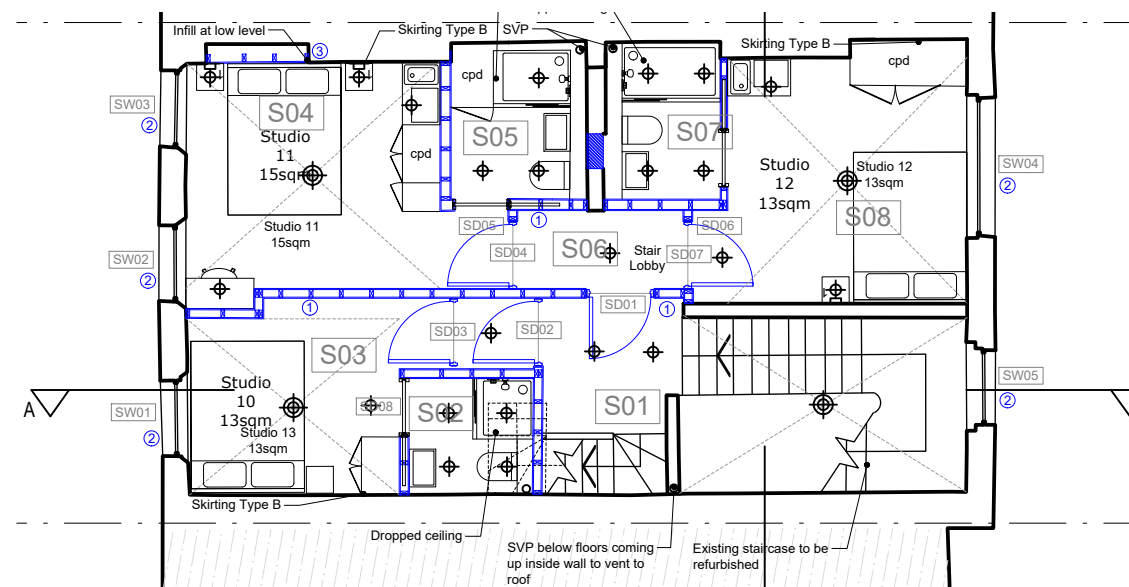 Infill at low level
3
Skirting Type B
SVP
Skirting Type B
cpd
cpd
cpd
SW03
2
S04
Studio
11
15sqm
Studio 11
15sqm
S05
S07
Studio
12
13sqm
Studio 12
13sqm
S08
SW04
2
1
SD05
SD04
S06
Stair
Lobby
SD06
SD07
SW02
2
1
SD01
1
SD03
SD02
S03
Studio
10
13sqm
Studio 13
13sqm
SD08
S02
S01
A
SW01
2
SW05
2
Skirting Type B
Dropped ceiling
SVP below floors coming
up inside wall to vent to
roof
Existing staircase to be
refurbished